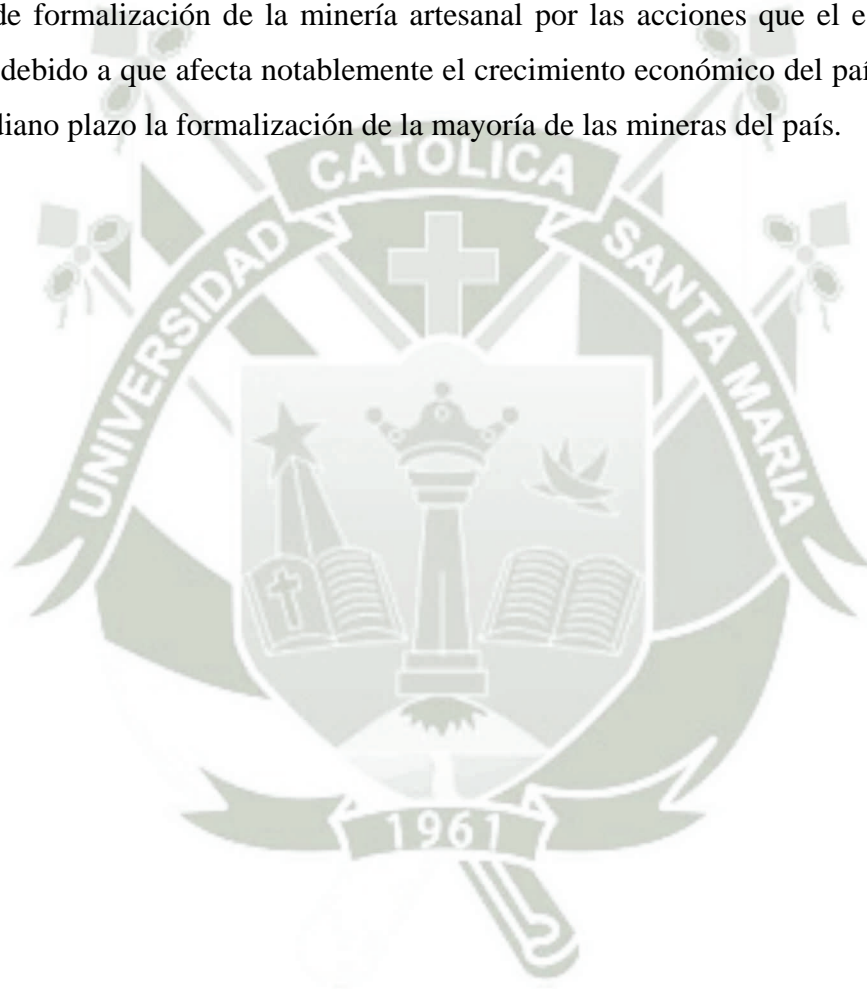 de formalización de la minería artesanal por las acciones que el e
debido a que afecta notablemente el crecimiento económico del paí
diano plazo la formalización de la mayoría de las mineras del país.
UNIVERSIDAD
CATOLICA
SANTA MARIA
1961